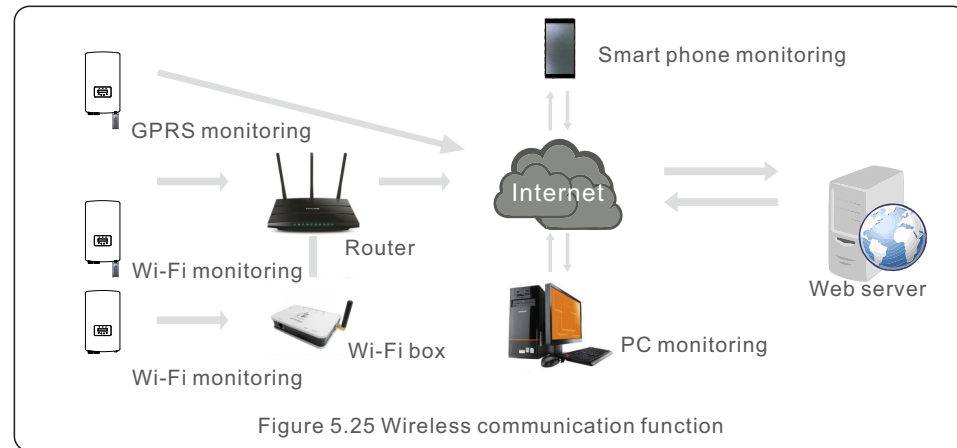 Smart phone monitoring
GPRS monitoring
Internet
Router
Wi-Fi monitoring
Web server
Wi-Fi box
PC monitoring
Wi-Fi monitoring
Figure 5.25 Wireless communication function